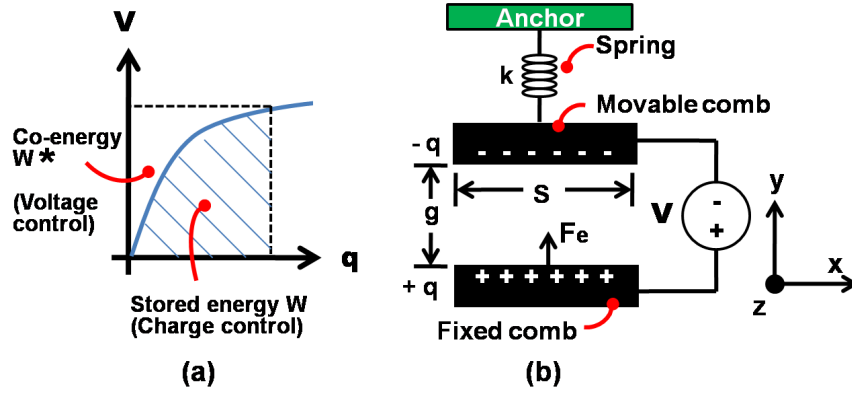 V
Co-energy
W*
(Voltage
control)
q
Stored energy W
(Charge control)
(a)
Anchor
Spring
k
Movable comb
- q
- - - - - -
S
g
Fe
V
-
+
y
x
z
+ + + + + +
+ q
Fixed comb
(b)